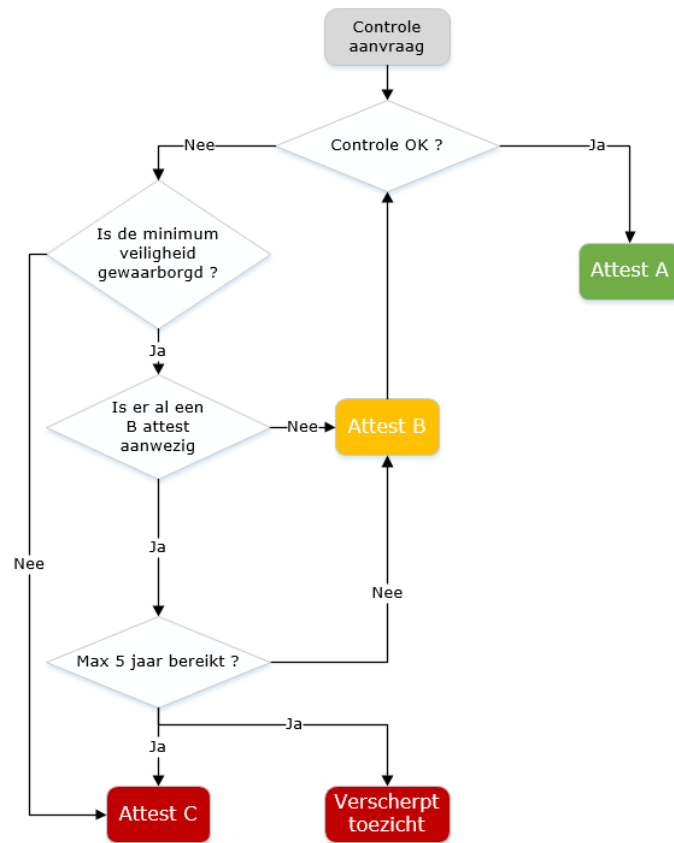 Controle
aanvraag
Controle OK ?
Nee
Ja
Is de minimum
veiligheid
gewaarborgd ?
Attest A
Ja
Is er al een
B attest
aanwezig
Nee
Attest B
Ja
Nee
Nee
Max 5 jaar bereikt ?
Ja
Ja
Attest C
Verscherpt
toezicht